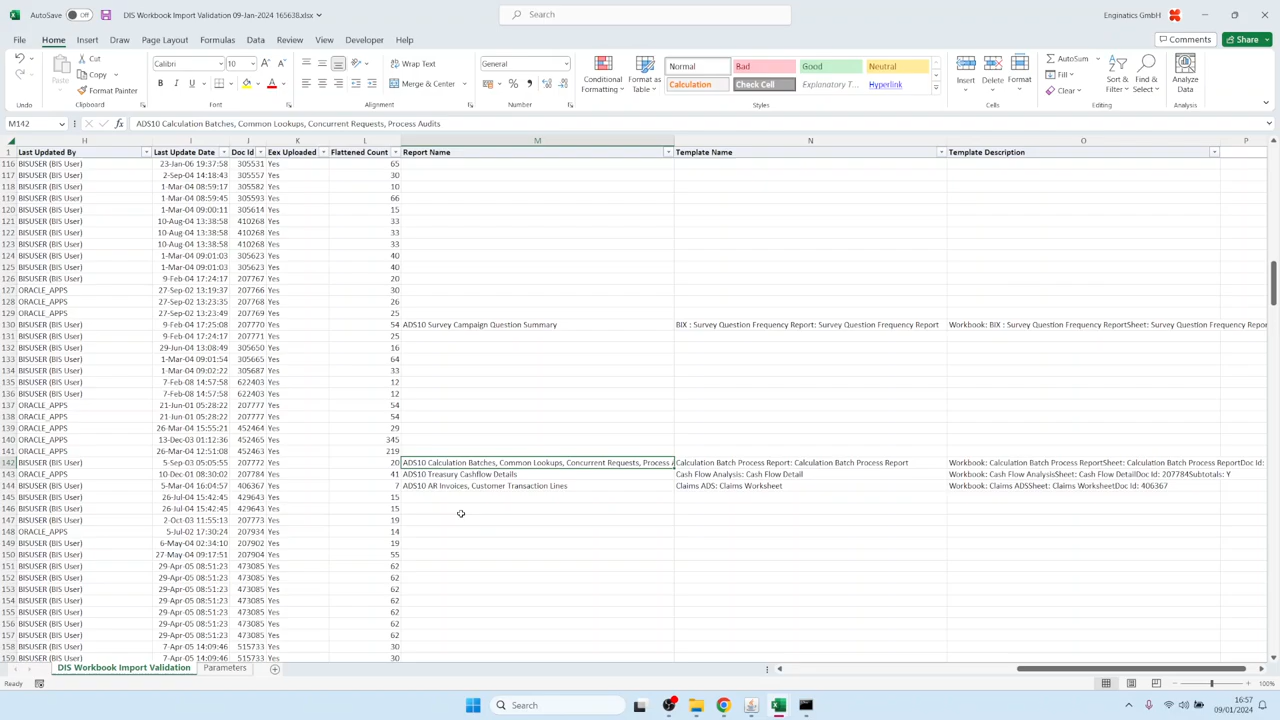 AutoSave Off DIS Workbook Import Validation 09-Jan-2024 165638.xlsx Search Enginatics GmbH
File Home Insert Draw Page Layout Formulas Data Review View Developer Help Comments Share
Paste Cut Copy Format Painter Calibri 10 Wrap Text General Conditional Formatting Format as Table Normal Bad Good Neutral Insert Delete Format AutoSum Fill Clear Sort & Filter Find & Select Analyze Data
B I U Merge & Center Calculation Check Cell Explanatory T... Hyperlink
Undo Clipboard Font Alignment Number Styles Cells Editing Analysis
M142 fx ADS10 Calculation Batches, Common Lookups, Concurrent Requests, Process Audits
H I J K L M N O P
1 Last Updated By Last Update Date Doc Id Eex Uploaded Flattened Count Report Name Template Name Template Description
116 BISUSER (BIS User) 23-Jan-06 19:37:58 305531 Yes 65
117 BISUSER (BIS User) 2-Sep-04 14:18:43 305557 Yes 30
118 BISUSER (BIS User) 1-Mar-04 08:59:17 305582 Yes 10
119 BISUSER (BIS User) 1-Mar-04 08:59:45 305593 Yes 66
120 BISUSER (BIS User) 1-Mar-04 09:00:11 305614 Yes 15
121 BISUSER (BIS User) 10-Aug-04 13:38:58 410268 Yes 33
122 BISUSER (BIS User) 10-Aug-04 13:38:58 410268 Yes 33
123 BISUSER (BIS User) 10-Aug-04 13:38:58 410268 Yes 33
124 BISUSER (BIS User) 1-Mar-04 09:01:03 305623 Yes 40
125 BISUSER (BIS User) 1-Mar-04 09:01:03 305623 Yes 40
126 BISUSER (BIS User) 9-Feb-04 17:24:17 207767 Yes 20
127 ORACLE_APPS 27-Sep-02 13:19:37 207766 Yes 30
128 ORACLE_APPS 27-Sep-02 13:23:35 207768 Yes 26
129 ORACLE_APPS 27-Sep-02 13:23:54 207769 Yes 25
130 BISUSER (BIS User) 9-Feb-04 17:25:08 207770 Yes 54 ADS10 Survey Campaign Question Summary BIX : Survey Question Frequency Report: Survey Question Frequency Report Workbook: BIX : Survey Question Frequency ReportSheet: Survey Question Frequency Repor
131 BISUSER (BIS User) 9-Feb-04 17:24:17 207771 Yes 25
132 BISUSER (BIS User) 29-Jun-04 13:08:49 305650 Yes 16
133 BISUSER (BIS User) 1-Mar-04 09:01:54 305665 Yes 64
134 BISUSER (BIS User) 1-Mar-04 09:02:22 305687 Yes 33
135 BISUSER (BIS User) 7-Feb-08 14:57:58 622403 Yes 12
136 BISUSER (BIS User) 7-Feb-08 14:57:58 622403 Yes 12
137 ORACLE_APPS 21-Jun-01 05:28:22 207777 Yes 54
138 ORACLE_APPS 21-Jun-01 05:28:22 207777 Yes 54
139 ORACLE_APPS 26-Mar-04 15:55:21 452464 Yes 29
140 ORACLE_APPS 13-Dec-03 01:12:36 452465 Yes 345
141 ORACLE_APPS 26-Mar-04 12:51:08 452463 Yes 219
142 BISUSER (BIS User) 5-Sep-03 05:05:55 207772 Yes 20 ADS10 Calculation Batches, Common Lookups, Concurrent Requests, Process A Calculation Batch Process Report: Calculation Batch Process Report Workbook: Calculation Batch Process ReportSheet: Calculation Batch Process ReportDoc Id:
143 ORACLE_APPS 10-Dec-01 08:30:02 207784 Yes 41 ADS10 Treasury Cashflow Details Cash Flow Analysis: Cash Flow Detail Workbook: Cash Flow AnalysisSheet: Cash Flow DetailDoc Id: 207784Subtotals: Y
144 BISUSER (BIS User) 5-Mar-04 16:04:57 406367 Yes 7 ADS10 AR Invoices, Customer Transaction Lines Claims ADS: Claims Worksheet Workbook: Claims ADSSheet: Claims WorksheetDoc Id: 406367
145 BISUSER (BIS User) 26-Jul-04 15:42:45 429643 Yes 15
146 BISUSER (BIS User) 26-Jul-04 15:42:45 429643 Yes 15
147 BISUSER (BIS User) 2-Oct-03 11:55:13 207773 Yes 19
148 ORACLE_APPS 5-Jul-02 17:30:24 207934 Yes 14
149 BISUSER (BIS User) 6-May-04 02:34:10 207902 Yes 19
150 BISUSER (BIS User) 27-May-04 09:17:51 207904 Yes 55
151 BISUSER (BIS User) 29-Apr-05 08:51:23 473085 Yes 62
152 BISUSER (BIS User) 29-Apr-05 08:51:23 473085 Yes 62
153 BISUSER (BIS User) 29-Apr-05 08:51:23 473085 Yes 62
154 BISUSER (BIS User) 29-Apr-05 08:51:23 473085 Yes 62
155 BISUSER (BIS User) 29-Apr-05 08:51:23 473085 Yes 62
156 BISUSER (BIS User) 29-Apr-05 08:51:23 473085 Yes 62
157 BISUSER (BIS User) 29-Apr-05 08:51:23 473085 Yes 62
158 BISUSER (BIS User) 7-Apr-05 14:09:46 515733 Yes 30
159 BISUSER (BIS User) 7-Apr-05 14:09:46 515733 Yes 30
DIS Workbook Import Validation Parameters
Ready 100%
Search 16:57
09/01/2024